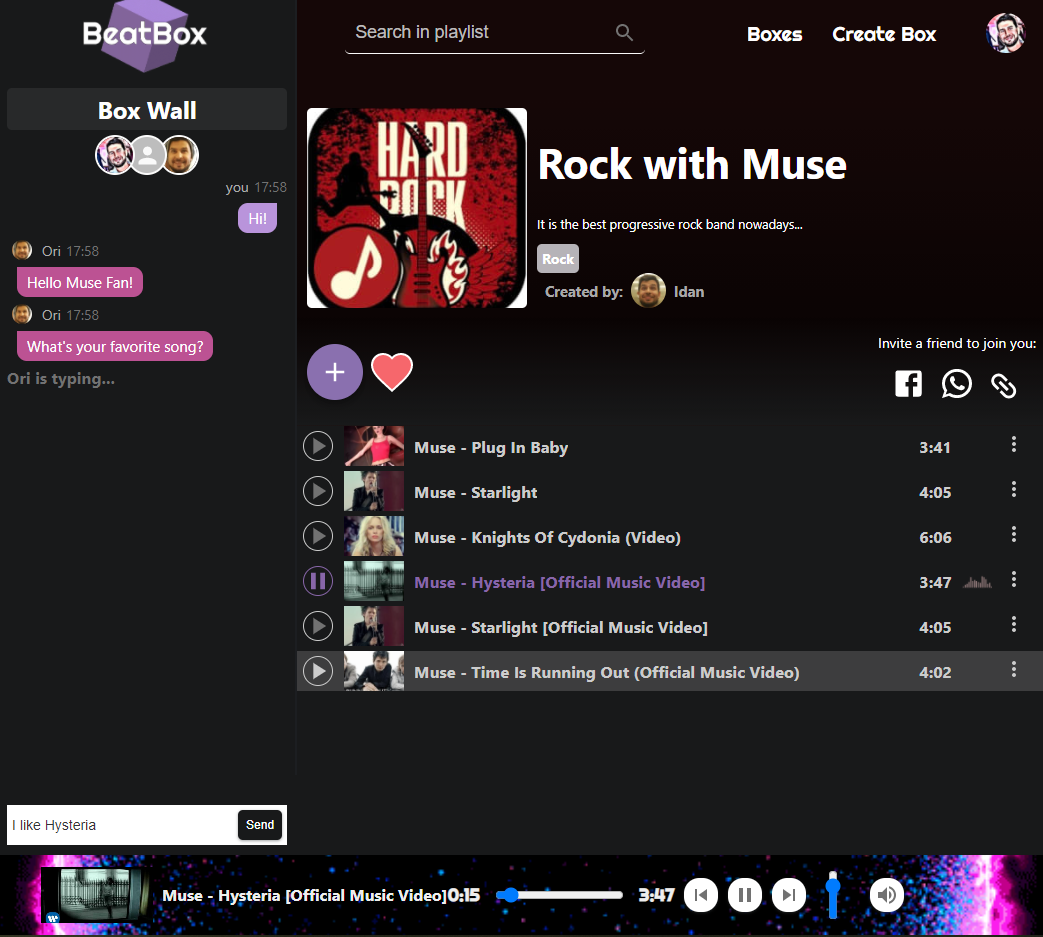 BeatBox
Search in playlist
Boxes
Create Box
Box Wall
you 17:58
Hi!
Ori 17:58
Hello Muse Fan!
Ori 17:58
What's your favorite song?
Ori is typing...
I like Hysteria
Send
HARD
ROCK
Rock with Muse
It is the best progressive rock band nowadays...
Rock
Created by: Idan
Invite a friend to join you:
Muse - Plug In Baby 3:41
Muse - Starlight 4:05
Muse - Knights Of Cydonia (Video) 6:06
Muse - Hysteria [Official Music Video] 3:47
Muse - Starlight [Official Music Video] 4:05
Muse - Time Is Running Out (Official Music Video) 4:02
Muse - Hysteria [Official Music Video] 0:15 3:47